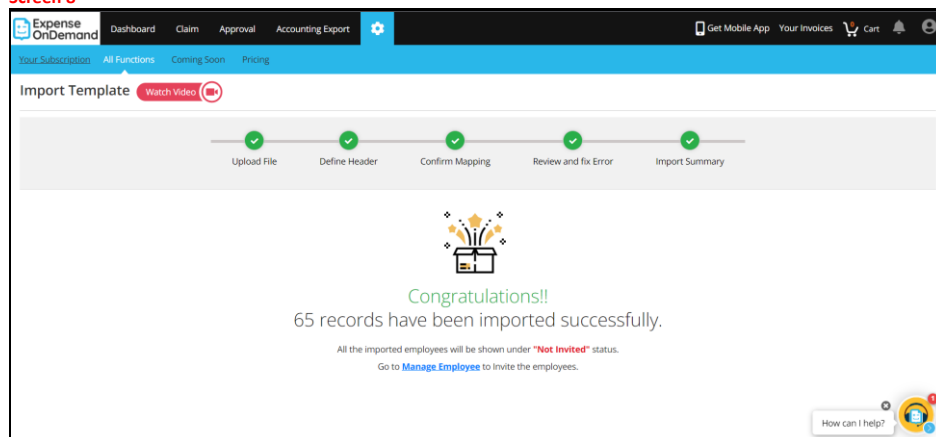 Screen 8
Expense OnDemand
Dashboard Claim Approval Accounting Export Get Mobile App Your Invoices Cart
Your Subscription All Functions Coming Soon Pricing
Import Template Watch Video
Upload File Define Header Confirm Mapping Review and fix Error Import Summary
Congratulations!!
65 records have been imported successfully.
All the imported employees will be shown under "Not Invited" status.
Go to Manage Employee to Invite the employees.
1
How can I help?